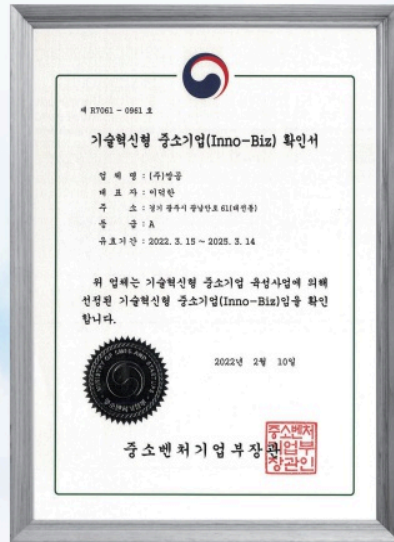 제 R7061 - 0961 호
기술혁신형 중소기업(Inno-Biz) 확인서
업 체 명 : (주)방공
대 표 자 : 이덕한
주 소 : 경기 광주시 광남안로 61(태전동)
등 급 : A
유효기간 : 2022. 3. 15 ~ 2025. 3. 14
위 업체는 기술혁신형 중소기업 육성사업에 의해
선정된 기술혁신형 중소기업(Inno-Biz)임을 확인
합니다.
2022년 2월 10일
중소벤처기업부장관
중소벤처
기업부
장관인